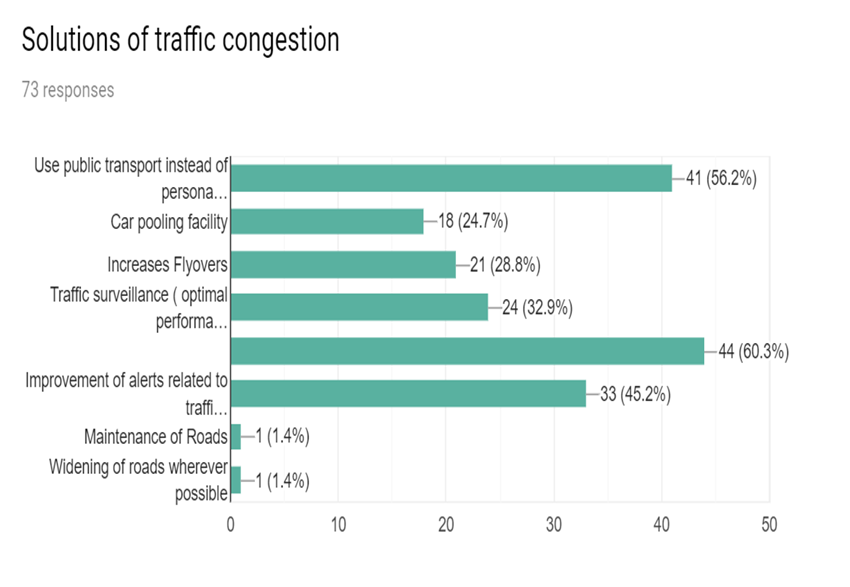 Solutions of traffic congestion
73 responses
Use public transport instead of
persona…
41 (56.2%)
Car pooling facility
18 (24.7%)
Increases Flyovers
21 (28.8%)
Traffic surveillance ( optimal
performa…
24 (32.9%)
44 (60.3%)
Improvement of alerts related to
traffi…
33 (45.2%)
Maintenance of Roads
1 (1.4%)
Widening of roads wherever
possible
1 (1.4%)
0 10 20 30 40 50